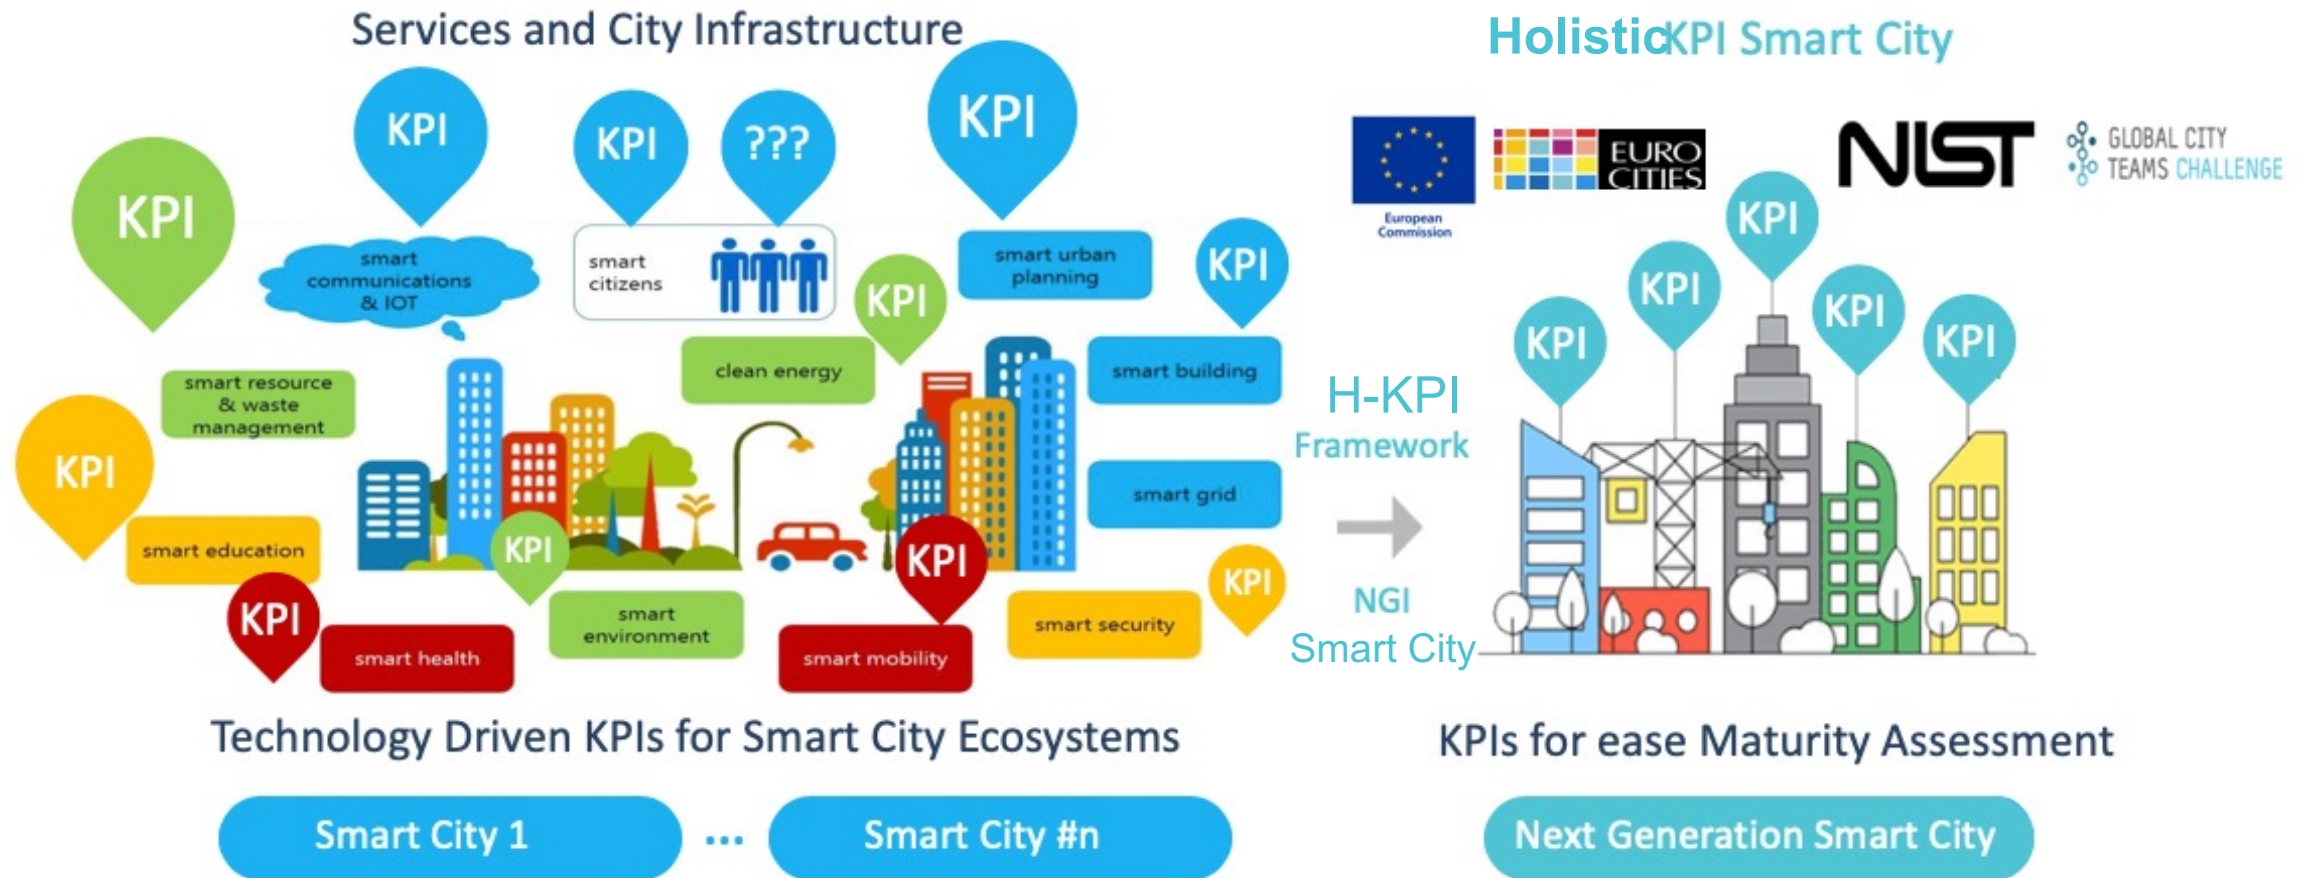 Services and City Infrastructure
Holistic KPI Smart City
KPI
KPI
KPI
???
KPI
EURO
CITIES
NIST
GLOBAL CITY
TEAMS CHALLENGE
European
Commission
KPI
smart
communications
& IOT
smart
citizens
KPI
smart urban
planning
KPI
KPI
KPI
KPI
KPI
KPI
smart resource
& waste
management
clean energy
smart building
H-KPI
Framework
KPI
smart education
KPI
smart grid
KPI
KPI
smart health
smart
environment
KPI
smart mobility
smart security
NGI
Smart City
Technology Driven KPIs for Smart City Ecosystems
KPIs for ease Maturity Assessment
Smart City 1
...
Smart City #n
Next Generation Smart City